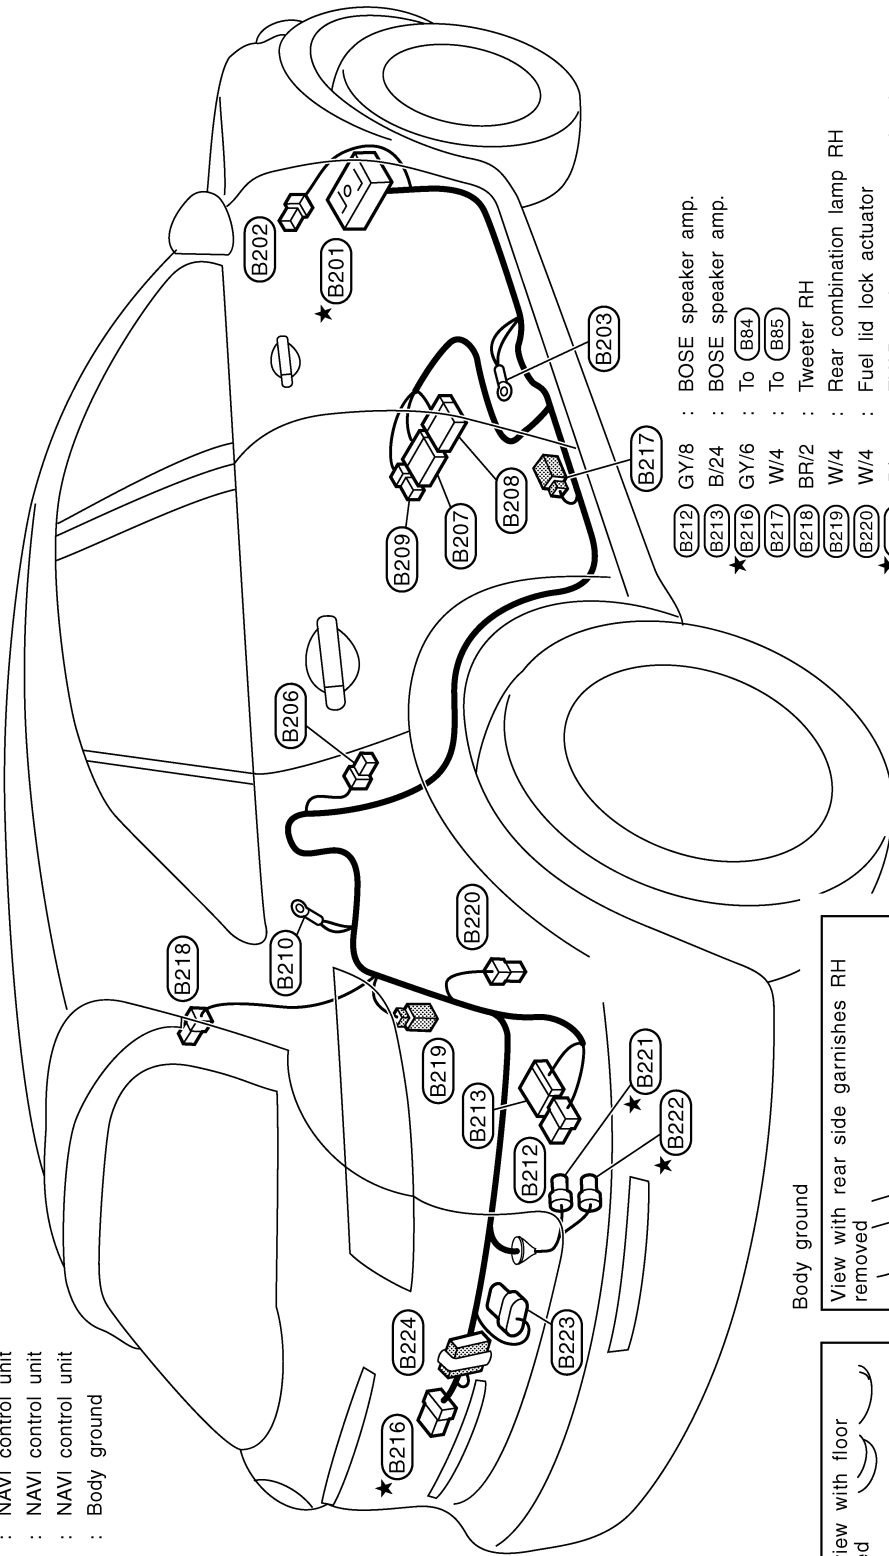 : NAVI control unit
: NAVI control unit
: NAVI control unit
: Body ground
B202
★ B201
B203
B217
B209
B207
B208
B206
B210
B218
B220
B219
B213
B212
★ B221
★ B222
B224
B223
★ B216
B212 GY/8 : BOSE speaker amp.
B213 B/24 : BOSE speaker amp.
★ B216 GY/6 : To B84
B217 W/4 : To B85
B218 BR/2 : Tweeter RH
B219 W/4 : Rear combination lamp RH
B220 W/4 : Fuel lid lock actuator
★
Body ground
View with rear side garnishes RH
removed
view with floor
ed